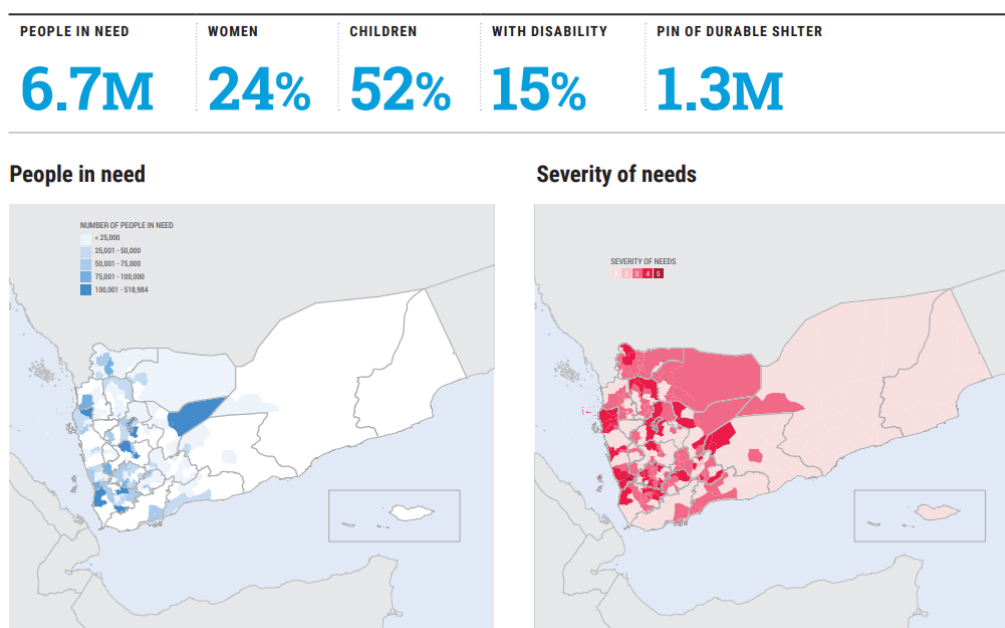 PEOPLE IN NEED
6.7M
WOMEN
24%
CHILDREN
52%
WITH DISABILITY
15%
PIN OF DURABLE SHLTER
1.3M
People in need
NUMBER OF PEOPLE IN NEED
< 25,000
25,001 - 50,000
50,001 - 75,000
75,001 - 100,000
100,001 - 518,984
Severity of needs
SEVERITY OF NEEDS
1 2 3 4 5